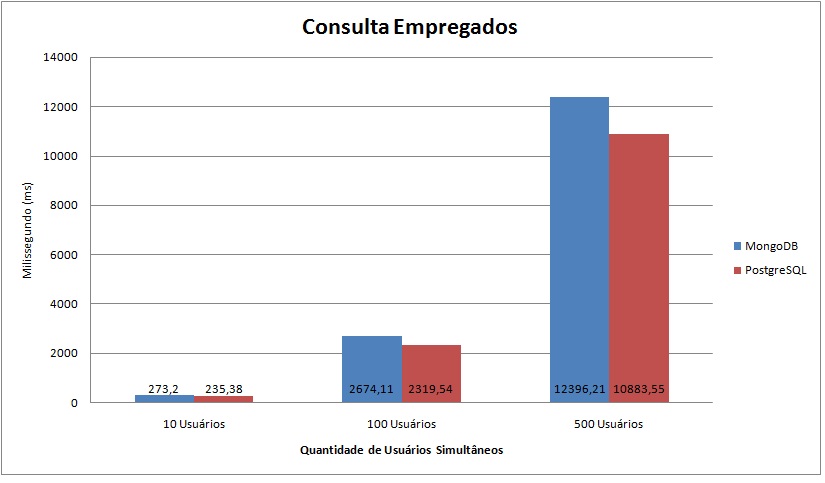 Consulta Empregados
14000
12000
10000
8000
6000
4000
2000
0
Milissegundo (ms)
273,2
235,38
2674,11
2319,54
12396,21
10883,55
10 Usuários
100 Usuários
500 Usuários
Quantidade de Usuários Simultâneos
MongoDB
PostgreSQL